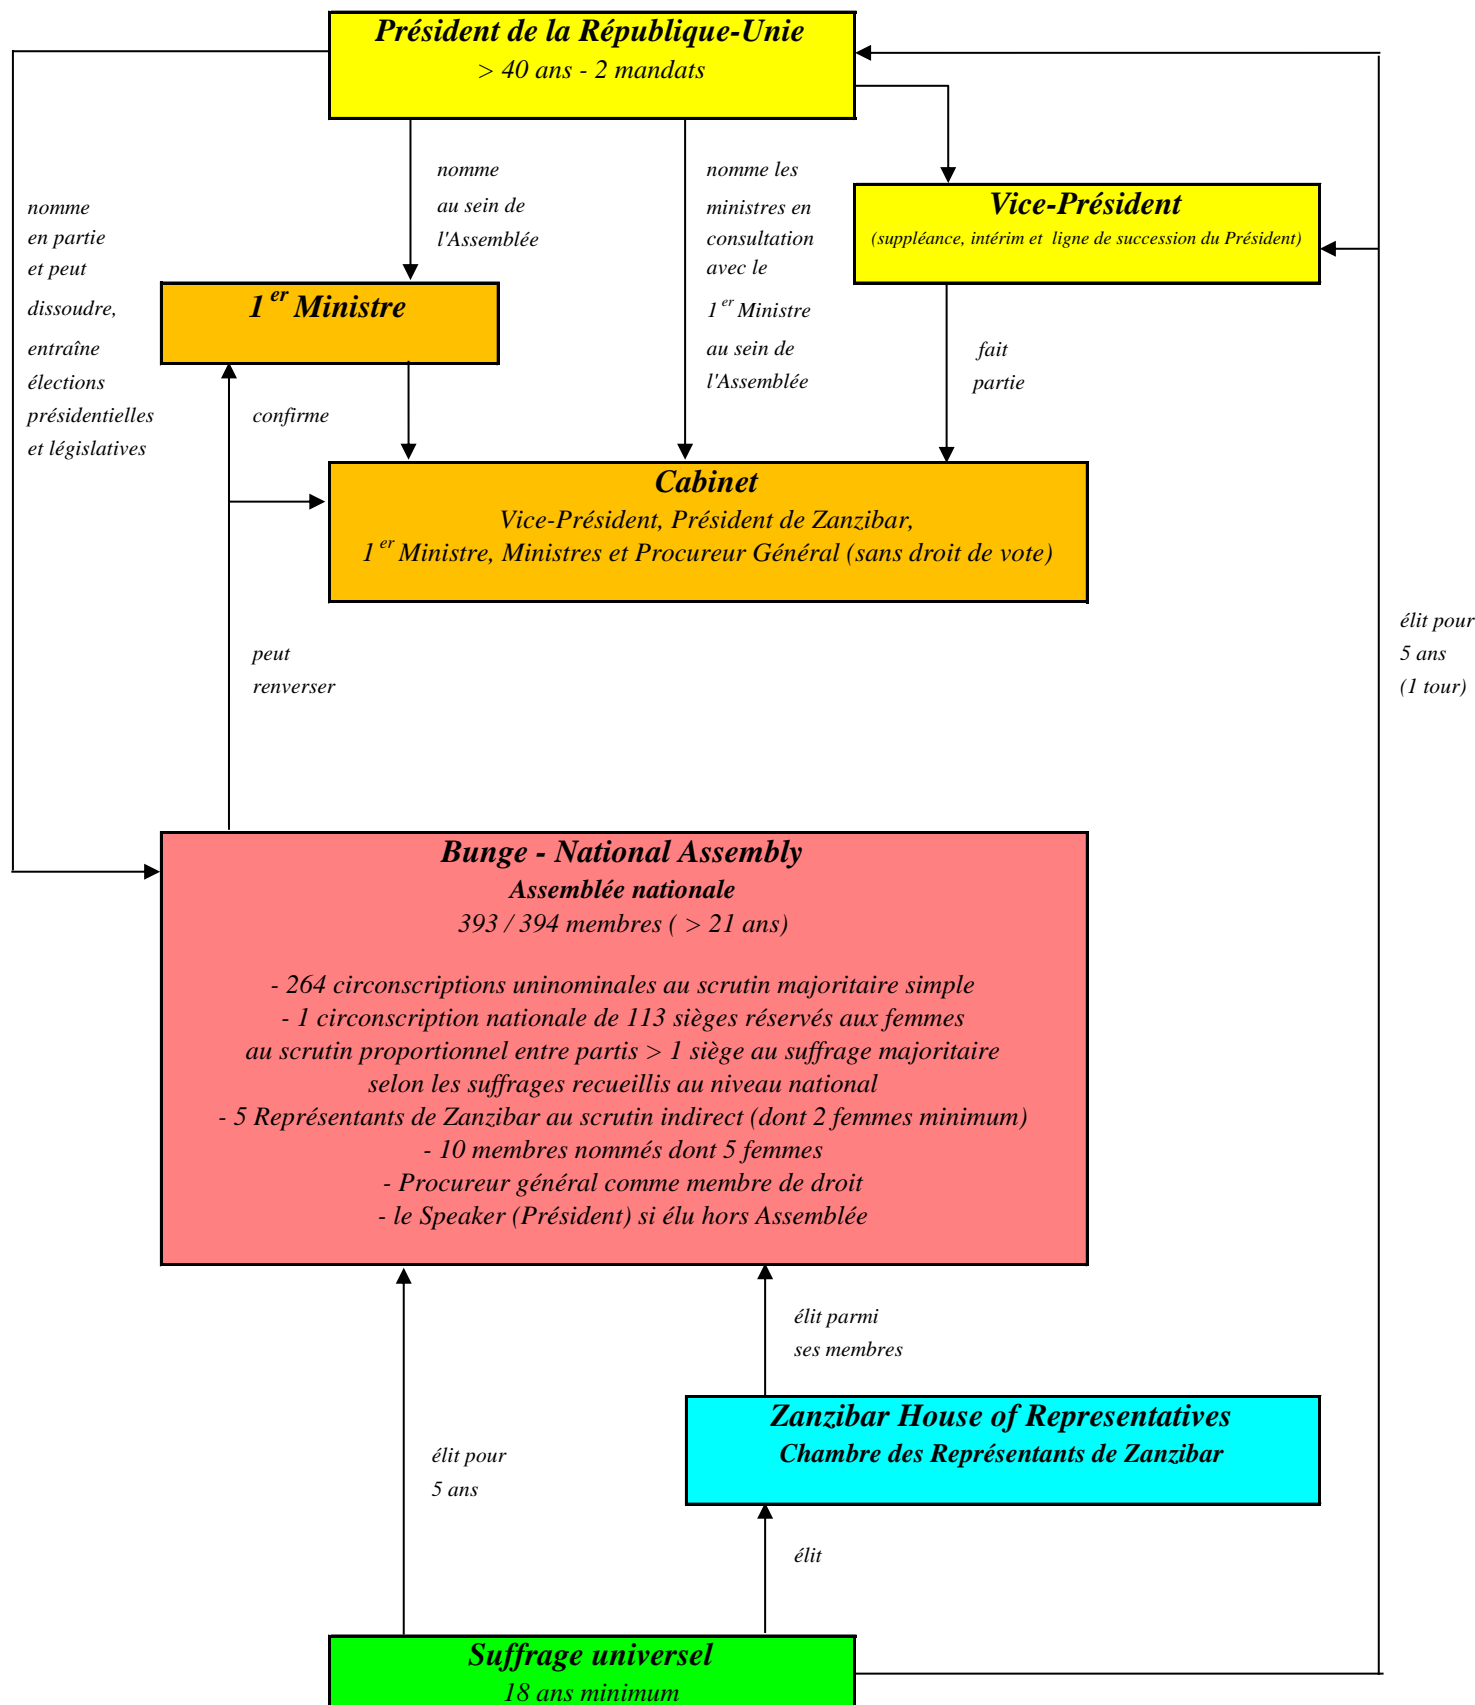 Président de la République-Unie
> 40 ans - 2 mandats
nomme
au sein de
l'Assemblée
nomme les
ministres en
consultation
avec le
1er Ministre
au sein de
l'Assemblée
Vice-Président
(suppléance, intérim et ligne de succession du Président)
nomme
en partie
et peut
dissoudre,
entraîne
élections
présidentielles
et législatives
1er Ministre
fait
partie
confirme
Cabinet
Vice-Président, Président de Zanzibar,
1er Ministre, Ministres et Procureur Général (sans droit de vote)
peut
renverser
élit pour
5 ans
(1 tour)
Bunge - National Assembly
Assemblée nationale
393 / 394 membres ( > 21 ans)
- 264 circonscriptions uninominales au scrutin majoritaire simple
- 1 circonscription nationale de 113 sièges réservés aux femmes
au scrutin proportionnel entre partis > 1 siège au suffrage majoritaire
selon les suffrages recueillis au niveau national
- 5 Représentants de Zanzibar au scrutin indirect (dont 2 femmes minimum)
- 10 membres nommés dont 5 femmes
- Procureur général comme membre de droit
- le Speaker (Président) si élu hors Assemblée
élit parmi
ses membres
Zanzibar House of Representatives
Chambre des Représentants de Zanzibar
élit pour
5 ans
élit
Suffrage universel
18 ans minimum